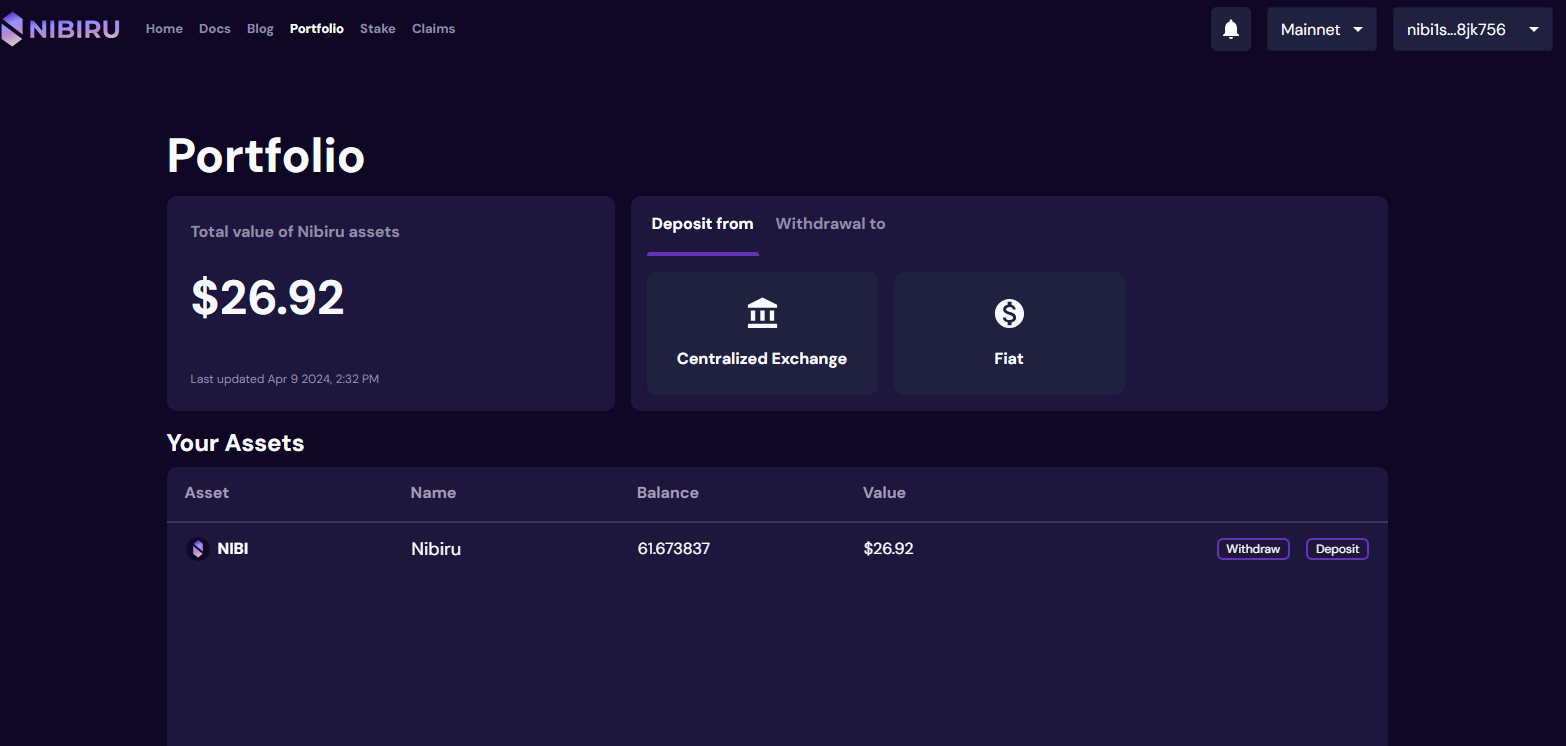 NIBIRU Home Docs Blog Portfolio Stake Claims Mainnet nibi1s...8jk756
Portfolio
Total value of Nibiru assets
$26.92
Last updated Apr 9 2024, 2:32 PM
Deposit from Withdrawal to
Centralized Exchange Fiat
Your Assets
Asset Name Balance Value
NIBI Nibiru 61.673837 $26.92 Withdraw Deposit